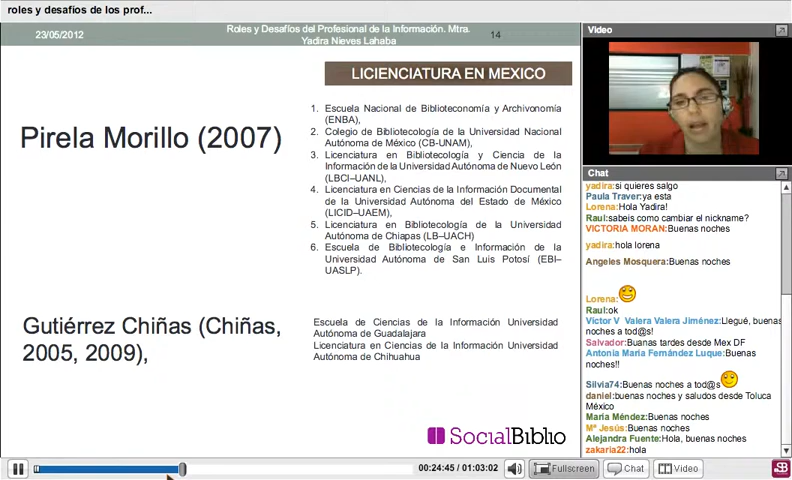 roles y desafíos de los prof...
23/05/2012
Roles y Desafíos del Profesional de la Información. Mtra.
Yadira Nieves Lahaba
14
LICIENCIATURA EN MEXICO
Pirela Morillo (2007)
1. Escuela Nacional de Biblioteconomía y Archivonomía
(ENBA),
2. Colegio de Bibliotecología de la Universidad Nacional
Autónoma de México (CB-UNAM),
3. Licenciatura en Bibliotecología y Ciencia de la
Información de la Universidad Autónoma de Nuevo León
(LBCI–UANL),
4. Licenciatura en Ciencias de la Información Documental
de la Universidad Autónoma del Estado de México
(LICID–UAEM),
5. Licenciatura en Bibliotecología de la Universidad
Autónoma de Chiapas (LB–UACH)
6. Escuela de Bibliotecología e Información de la
Universidad Autónoma de San Luis Potosí (EBI–
UASLP).
Gutiérrez Chiñas (Chiñas,
2005, 2009),
Escuela de Ciencias de la Información Universidad
Autónoma de Guadalajara
Licenciatura en Ciencias de la Información Universidad
Autónoma de Chihuahua
SocialBiblio
Video
Chat
yadira:si quieres salgo
Paula Traver:ya esta
Lorena:Hola Yadira!
Raul:sabeis como cambiar el nickname?
VICTORIA MORAN:Buenas noches
yadira:hola lorena
Angeles Mosquera:Buenas noches
Lorena:
Raul:ok
Víctor V Valera Valera Jiménez:Llegué, buenas
noches a tod@s!
Salvador:Buanas tardes desde Mex DF
Antonia María Fernández Luque:Buenas
noches!!
Silvia74:Buenas noches a tod@s
daniel:buenas noches y saludos desde Toluca
México
María Méndez:Buenas noches
Mª Jesús:Buenas noches
Alejandra Fuente:Hola, buenas noches
zakaria22:hola
00:24:45 / 01:03:02
Fullscreen
Chat
Video
SB